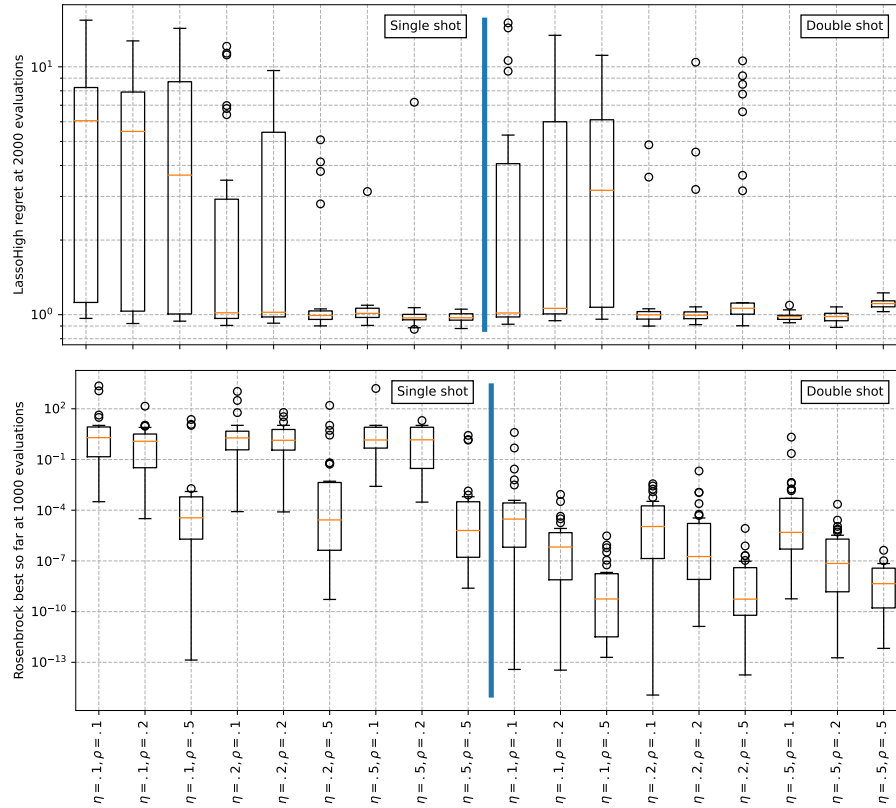 Single shot
Double shot
LassoHigh regret at 2000 evaluations
10¹
10⁰
Single shot
Double shot
Rosenbrock best so far at 1000 evaluations
10²
10⁻¹
10⁻⁴
10⁻⁷
10⁻¹⁰
10⁻¹³
η = .1, ρ = .1
η = .1, ρ = .2
η = .1, ρ = .5
η = .2, ρ = .1
η = .2, ρ = .2
η = .2, ρ = .5
η = .5, ρ = .1
η = .5, ρ = .2
η = .5, ρ = .5
η = .1, ρ = .1
η = .1, ρ = .2
η = .1, ρ = .5
η = .2, ρ = .1
η = .2, ρ = .2
η = .2, ρ = .5
η = .5, ρ = .1
η = .5, ρ = .2
η = .5, ρ = .5